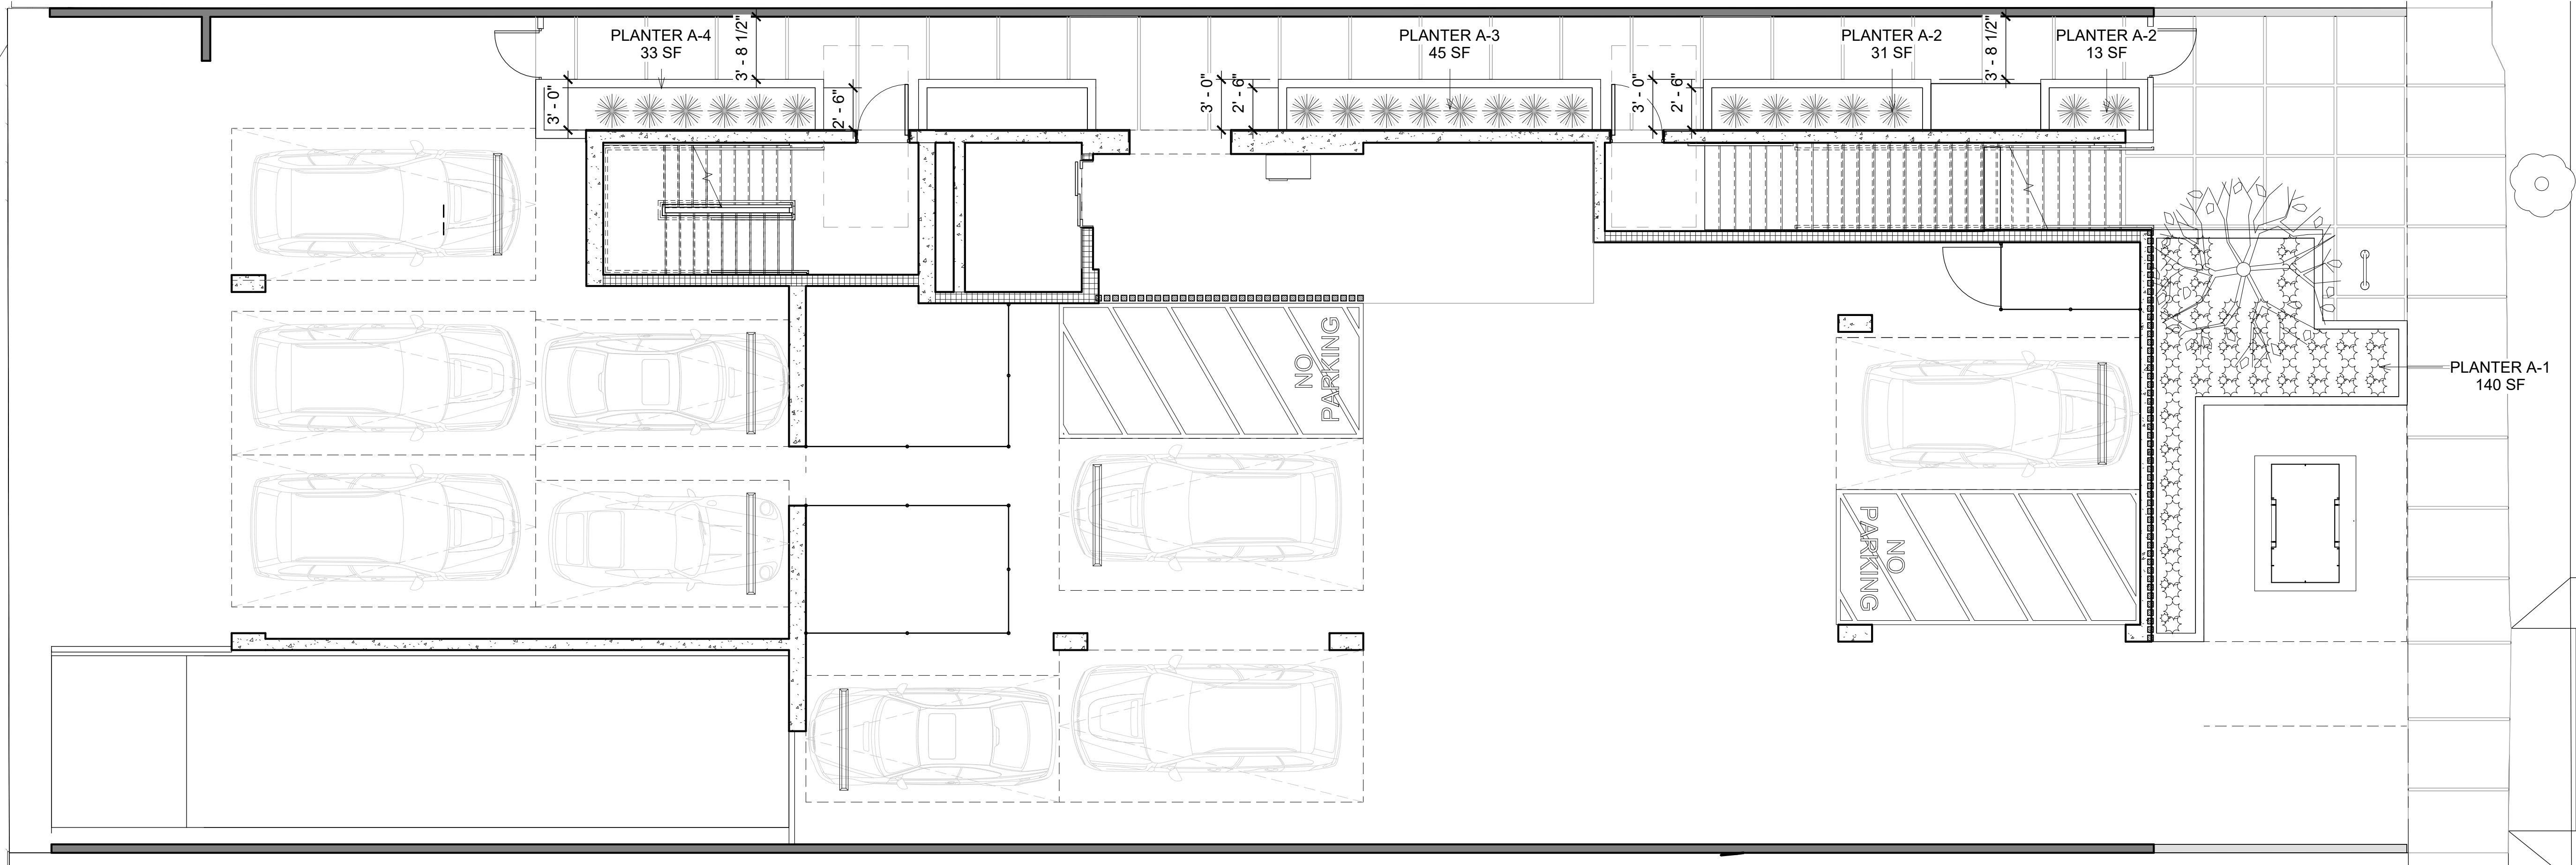 PLANTER A-4
33 SF
3' - 8 1/2"
3' - 0"
2' - 6"
PLANTER A-3
45 SF
3' - 0"
2' - 6"
3' - 0"
2' - 6"
PLANTER A-2
31 SF
3' - 8 1/2"
PLANTER A-2
13 SF
NO
PARKING
PLANTER A-1
140 SF
NO
PARKING